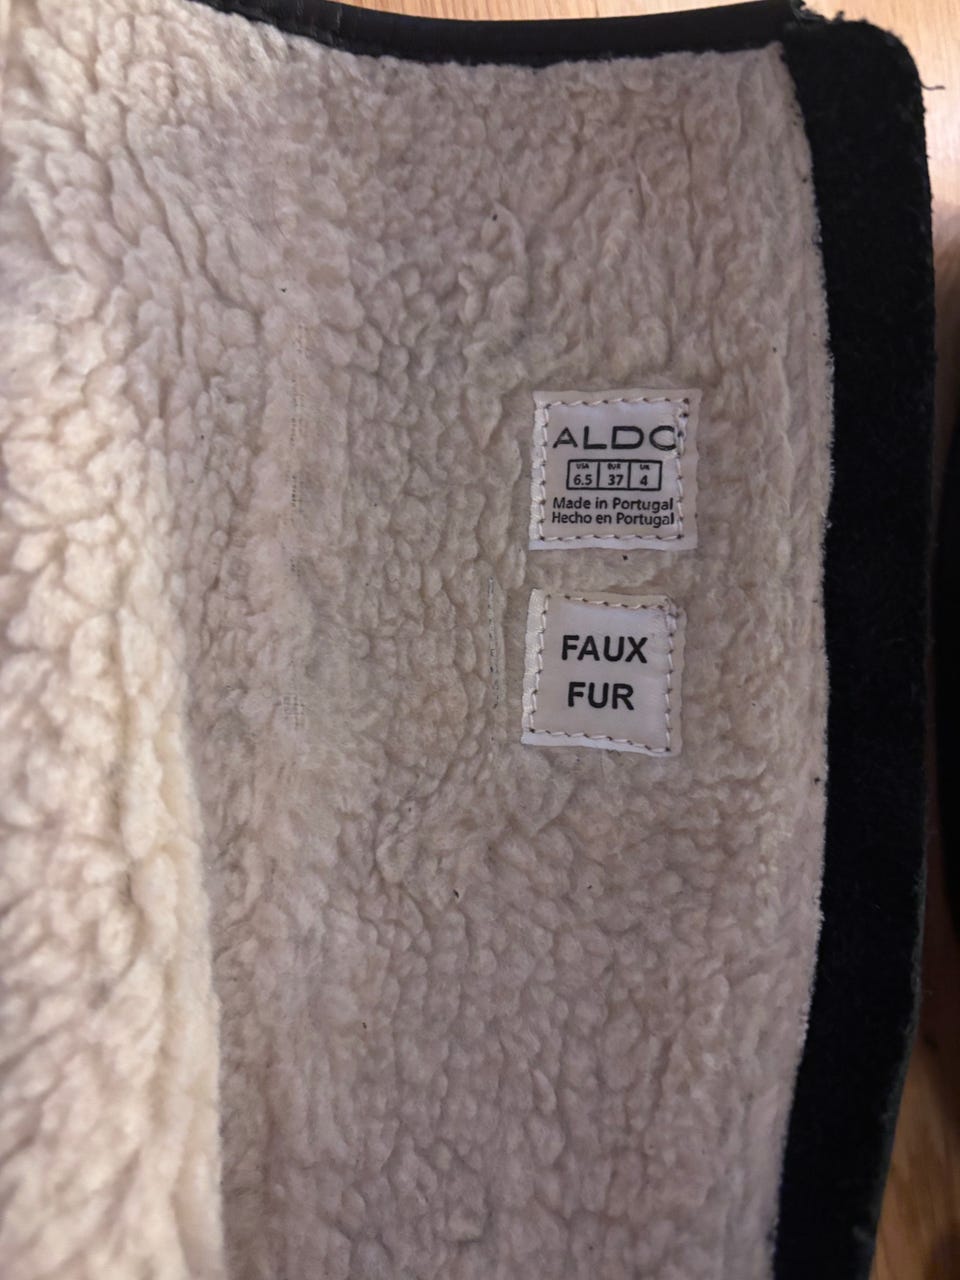 ALDO
USA EUR UK
6.5 37 4
Made in Portugal
Hecho en Portugal
FAUX
FUR